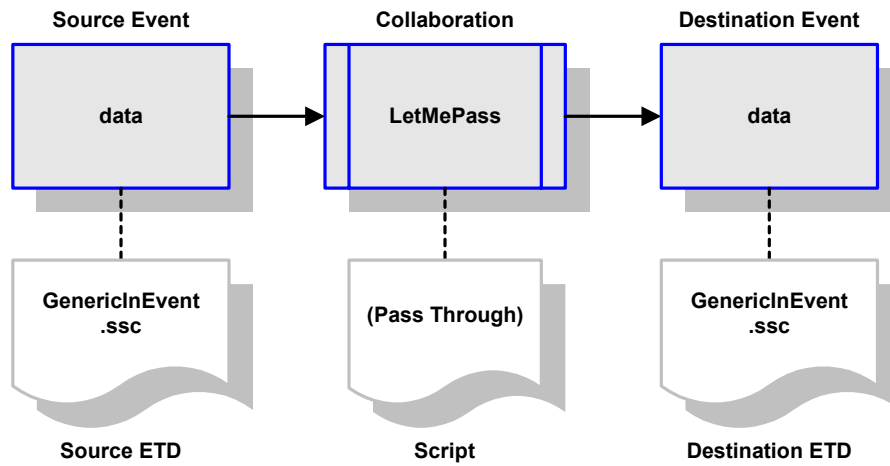 Source Event
Collaboration
Destination Event
data
LetMePass
data
GenericInEvent
.ssc
(Pass Through)
GenericInEvent
.ssc
Source ETD
Script
Destination ETD